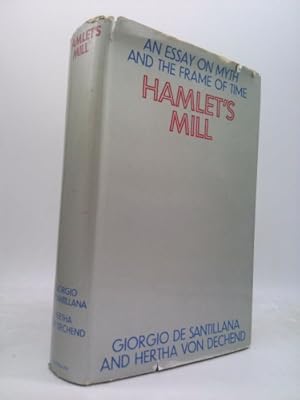 HAMLET'S
MILL
GIORGIO
DE SANTILLANA
HERTHA
VON DECHEND
AN ESSAY ON MYTH
AND THE FRAME OF TIME
HAMLET'S
MILL
GIORGIO DE SANTILLANA
AND HERTHA VON DECHEND